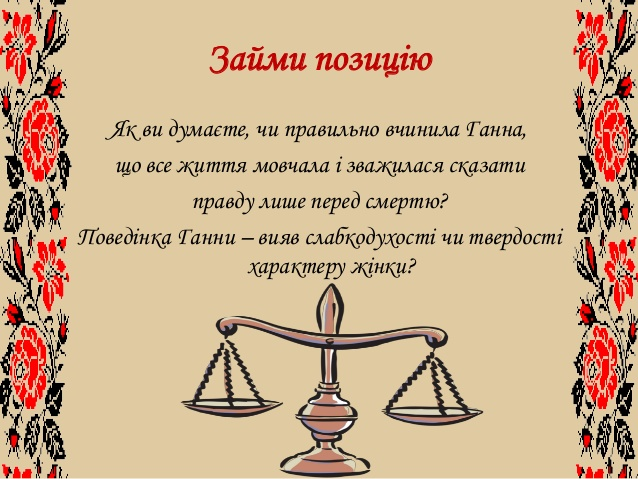 Займи позицію
Як ви думаєте, чи правильно вчинила Ганна,
що все життя мовчала і зважилася сказати
правду лише перед смертю?
Поведінка Ганни – вияв слабкодухості чи твердості
характеру жінки?